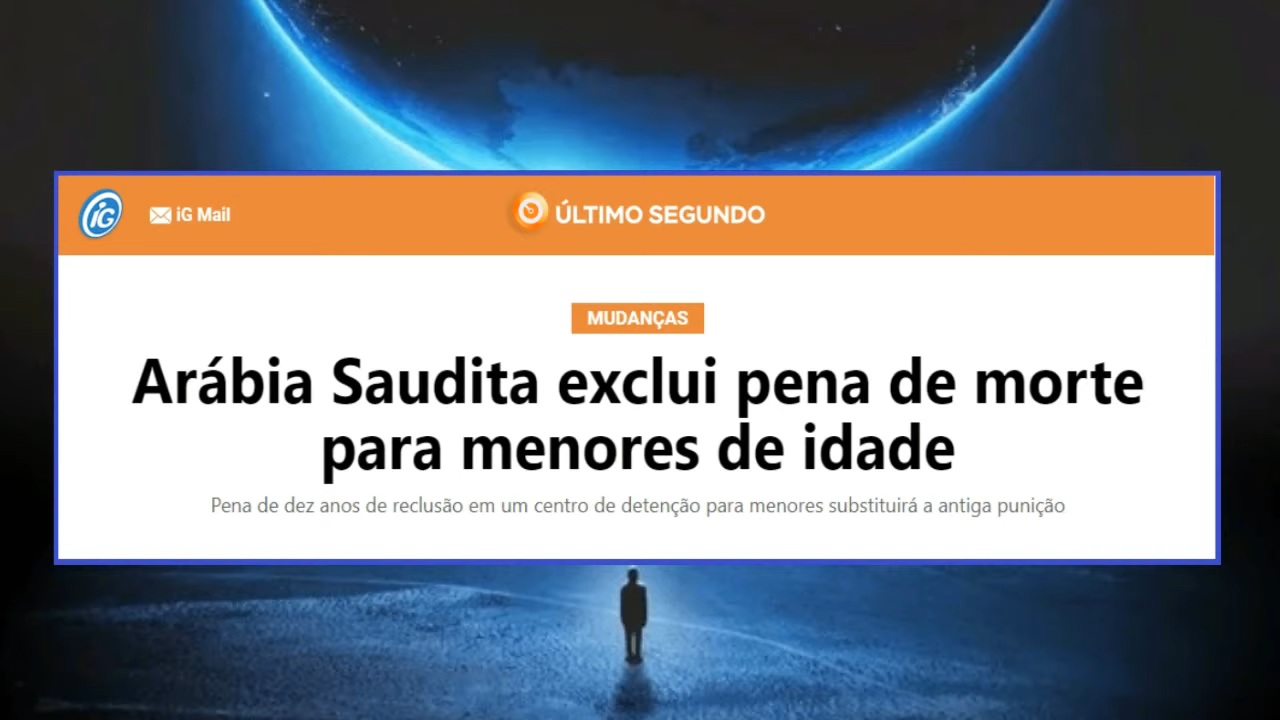 iG
iG Mail
ÚLTIMO SEGUNDO
MUDANÇAS
Arábia Saudita exclui pena de morte
para menores de idade
Pena de dez anos de reclusão em um centro de detenção para menores substituirá a antiga punição